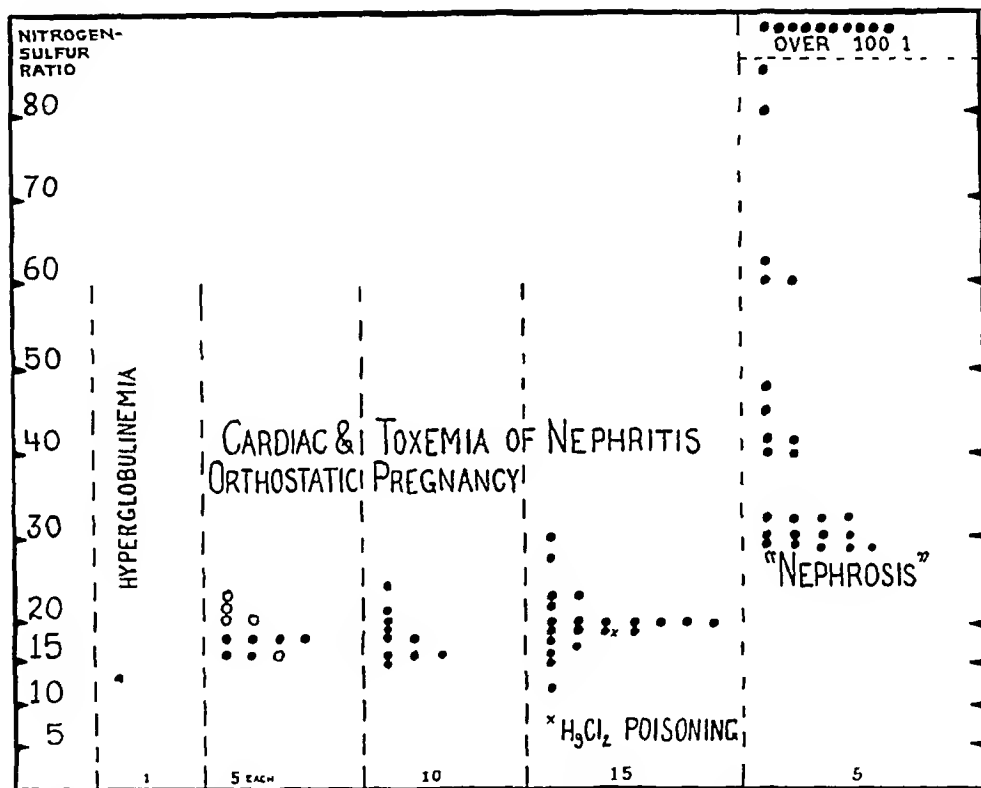 NITROGEN-
SULFUR
RATIO
OVER 100 1
80
70
60
50
40
30
20
15
10
5
HYPERGLOBULINEMIA
CARDIAC &
ORTHOSTATIC
TOXEMIA OF
PREGNANCY
NEPHRITIS
"NEPHROSIS"
x HgCl2 POISONING
1
5 EACH
10
15
5